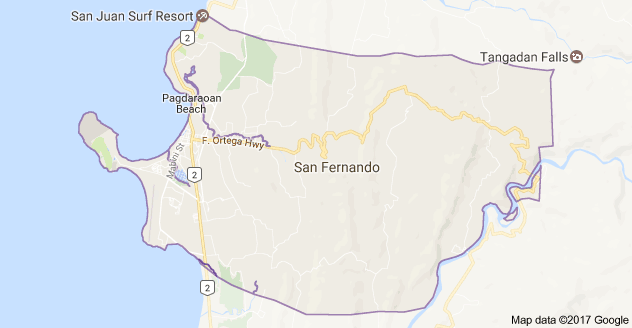 San Juan Surf Resort
2
Tangadan Falls
Pagdaraoan
Beach
F. Ortega Hwy
Mabini St
San Fernando
2
2
Map data ©2017 Google